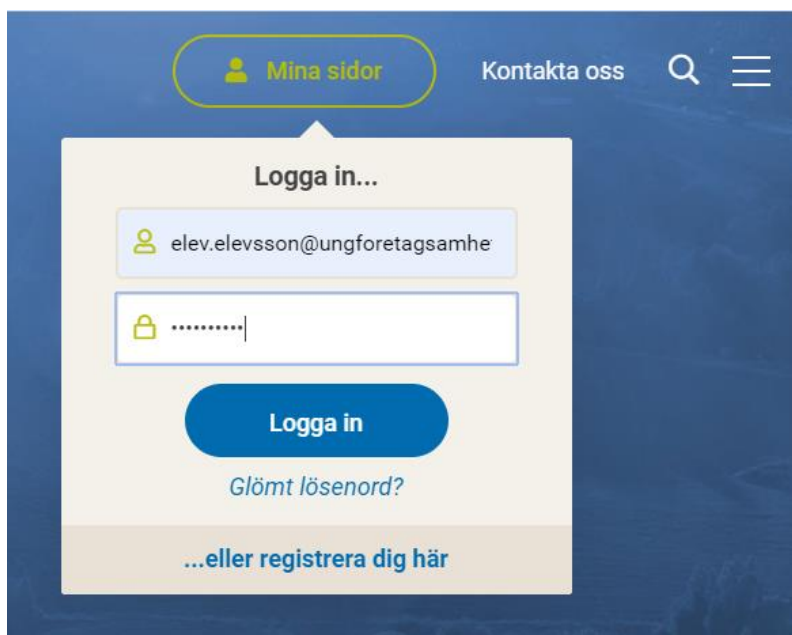 Mina sidor
Kontakta oss
Logga in...
elev.elevsson@ungforetagsamhe
••••••••••
Logga in
Glömt lösenord?
...eller registrera dig här